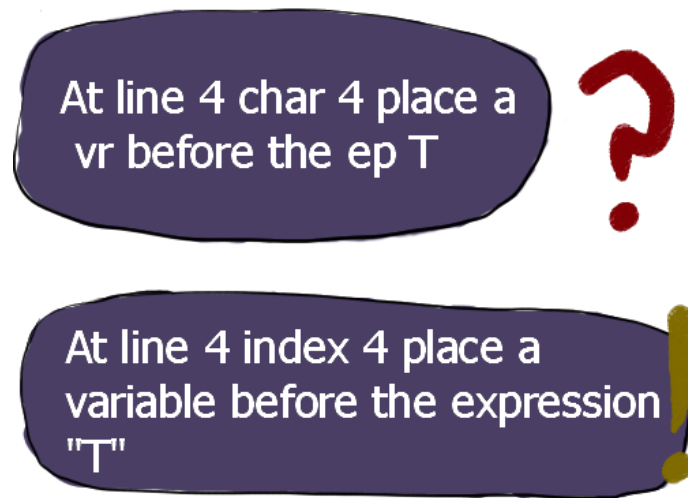 At line 4 char 4 place a
vr before the ep T
?
At line 4 index 4 place a
variable before the expression
"T"
!